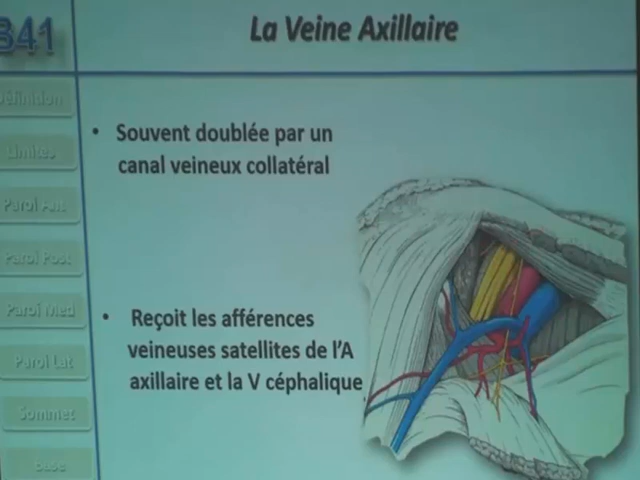 B41
La Veine Axillaire
Définition
Limites
Paroi Ant
Paroi Post
Paroi Med
Paroi Lat
Sommet
base
• Souvent doublée par un
canal veineux collatéral
• Reçoit les afférences
veineuses satellites de l'A
axillaire et la V céphalique